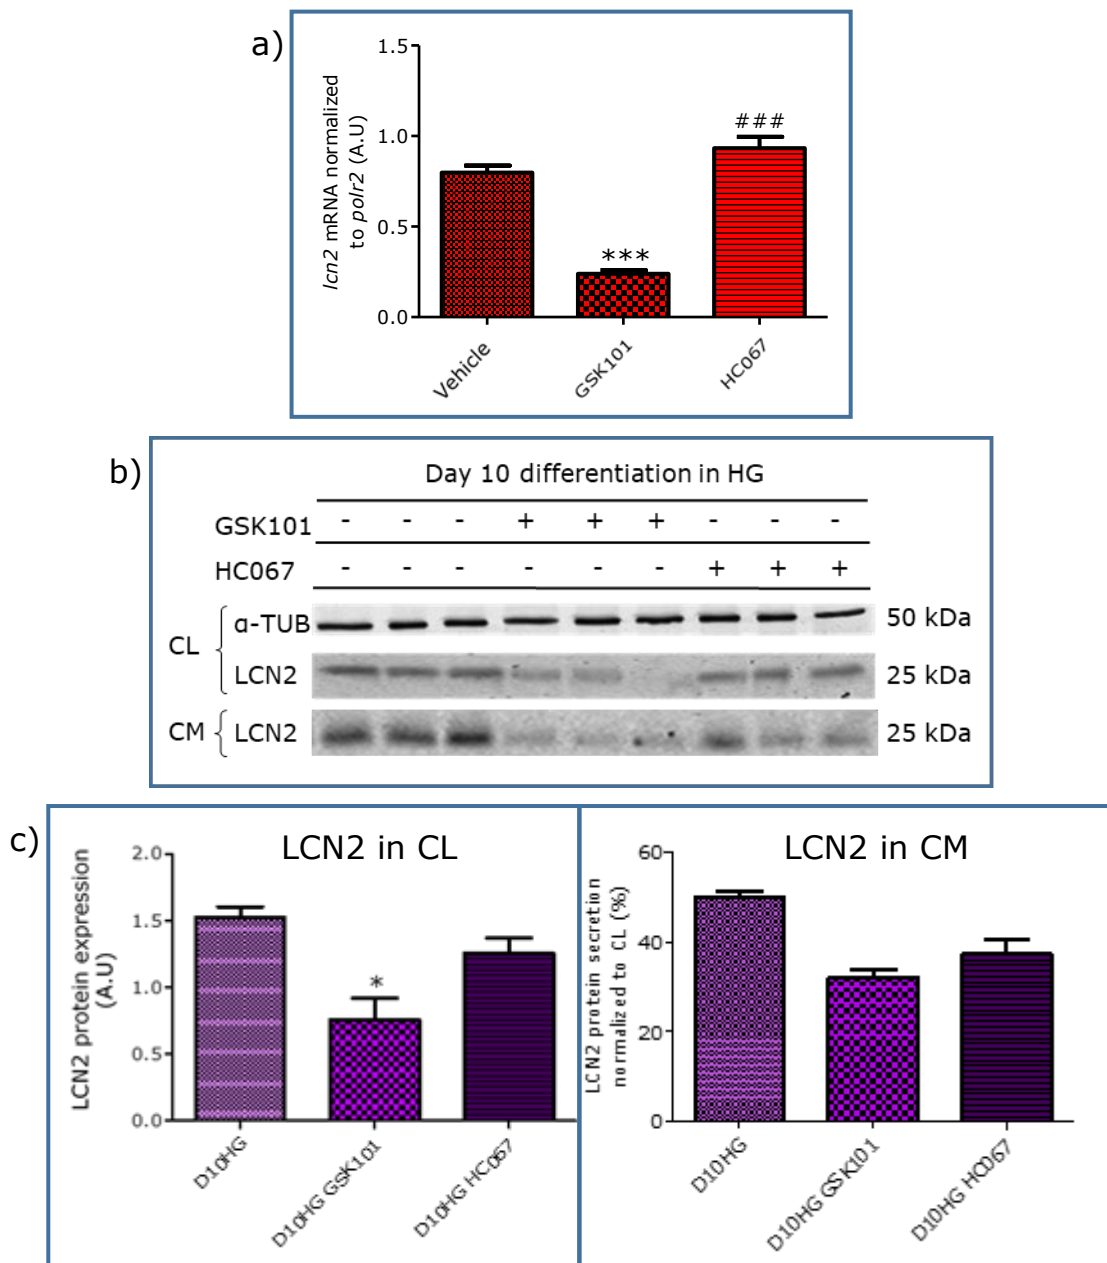 a)
lcn2 mRNA normalized
to polr2 (A.U)
1.5
1.0
0.5
0.0
***
###
Vehicle
GSK101
HC067
b)
Day 10 differentiation in HG
GSK101 - - - + + + - - -
HC067 - - - - - - + + +
CL
α-TUB 50 kDa
LCN2 25 kDa
CM LCN2 25 kDa
c)
LCN2 in CL
LCN2 protein expression
(A.U)
2.0
1.5
1.0
0.5
0.0
*
D10HG
D10HG GSK101
D10HG HC067
LCN2 in CM
LCN2 protein secretion
normalized to CL (%)
60
40
20
0
D10HG
D10HG GSK101
D10HG HC067